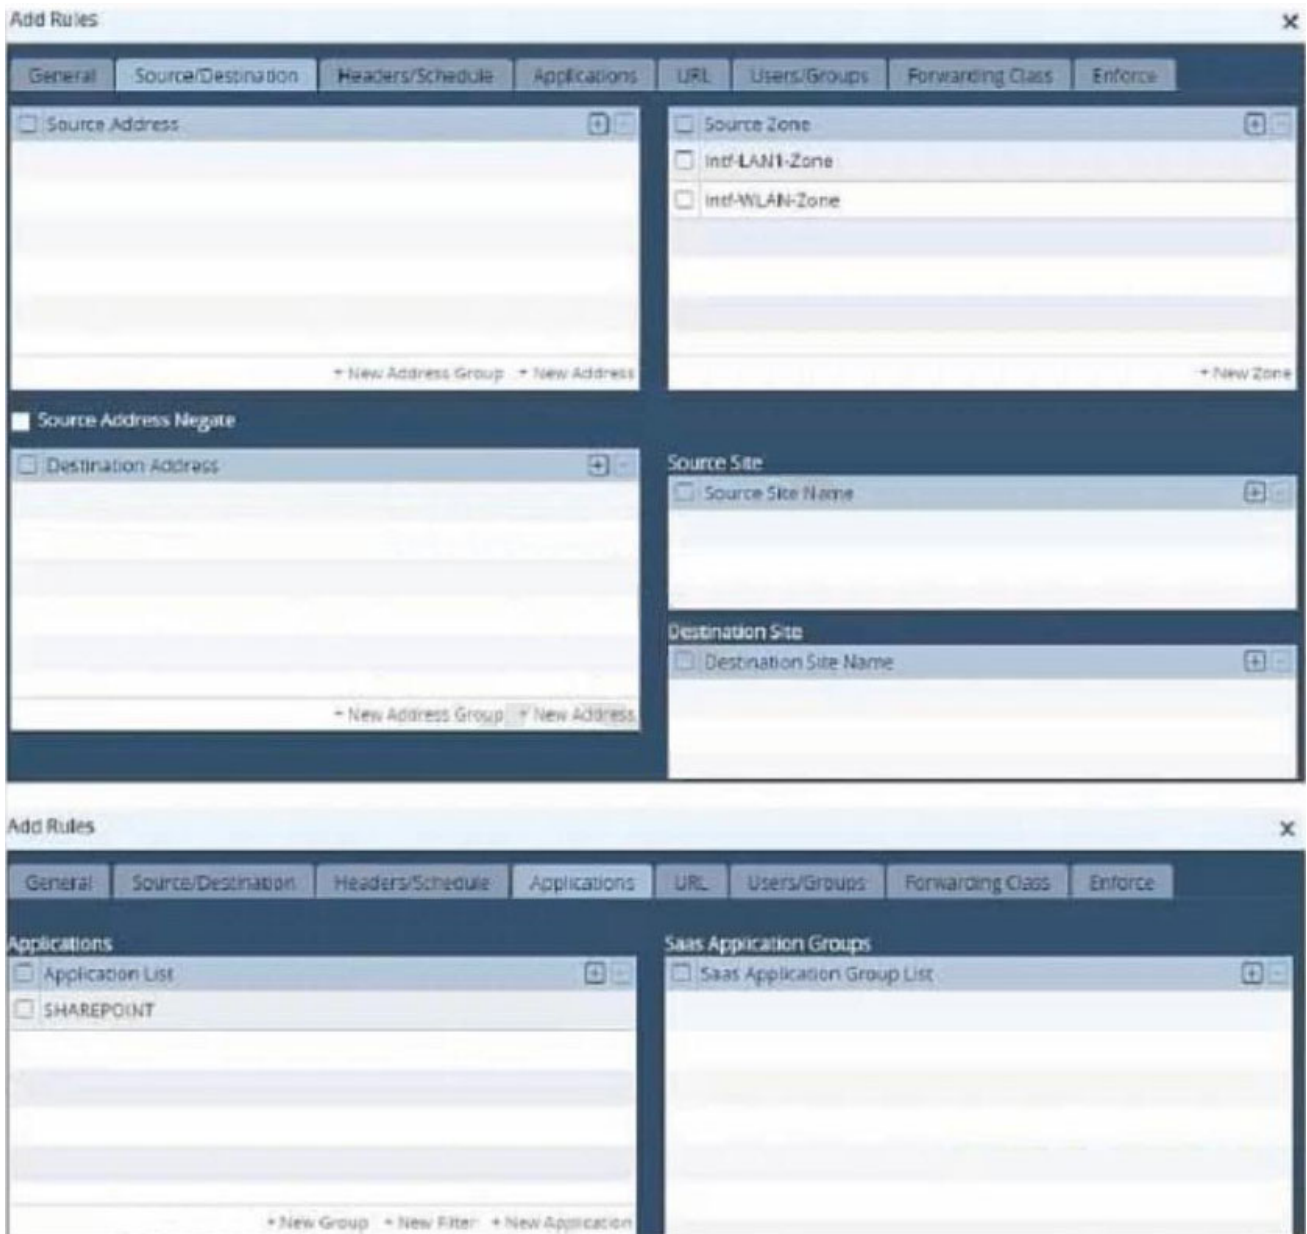 Add Rules
General Source/Destination Headers/Schedule Applications URL Users/Groups Forwarding Class Enforce
Source Address
Source Zone
Intf-LAN1-Zone
Intf-WLAN-Zone
+ New Address Group + New Address
+ New Zone
Source Address Negate
Destination Address
Source Site
Source Site Name
Destination Site
Destination Site Name
+ New Address Group + New Address
Add Rules
General Source/Destination Headers/Schedule Applications URL Users/Groups Forwarding Class Enforce
Applications
Saas Application Groups
Application List
Saas Application Group List
SHAREPOINT
+ New Group + New Filter + New Application